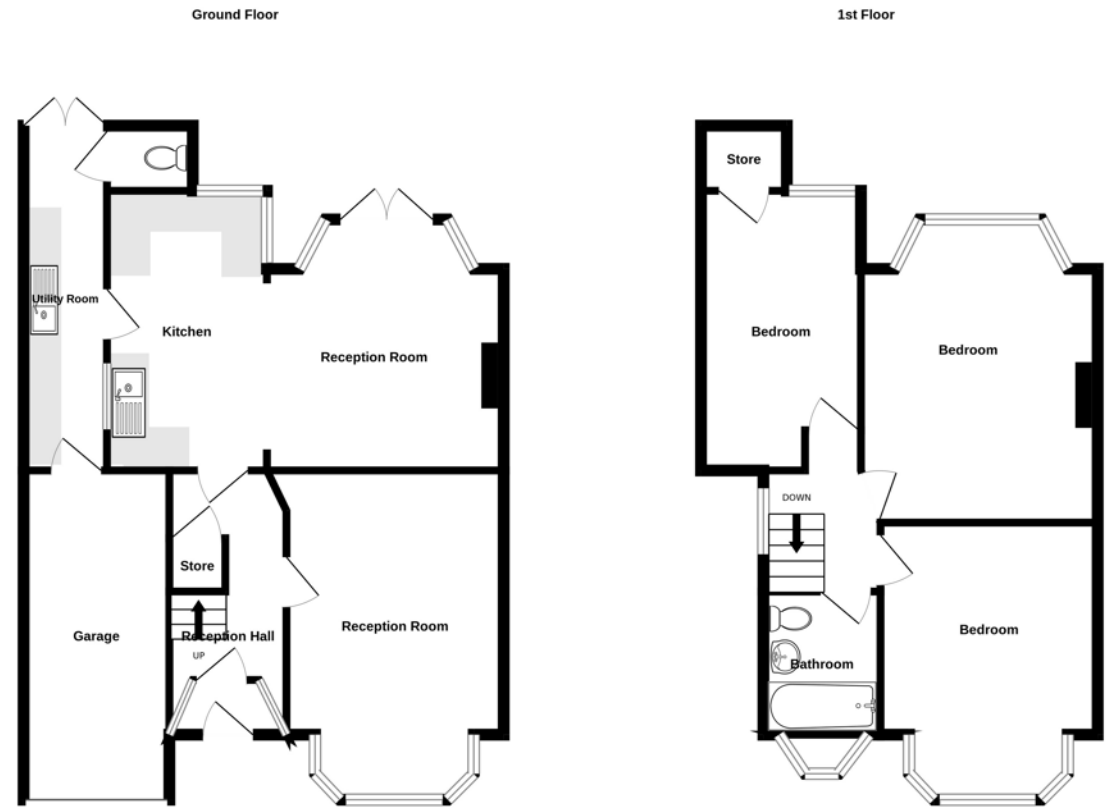 Ground Floor
1st Floor
Utility Room
Kitchen
Reception Room
Store
Garage
Reception Hall
UP
Reception Room
Store
Bedroom
Bedroom
DOWN
Bedroom
Bathroom